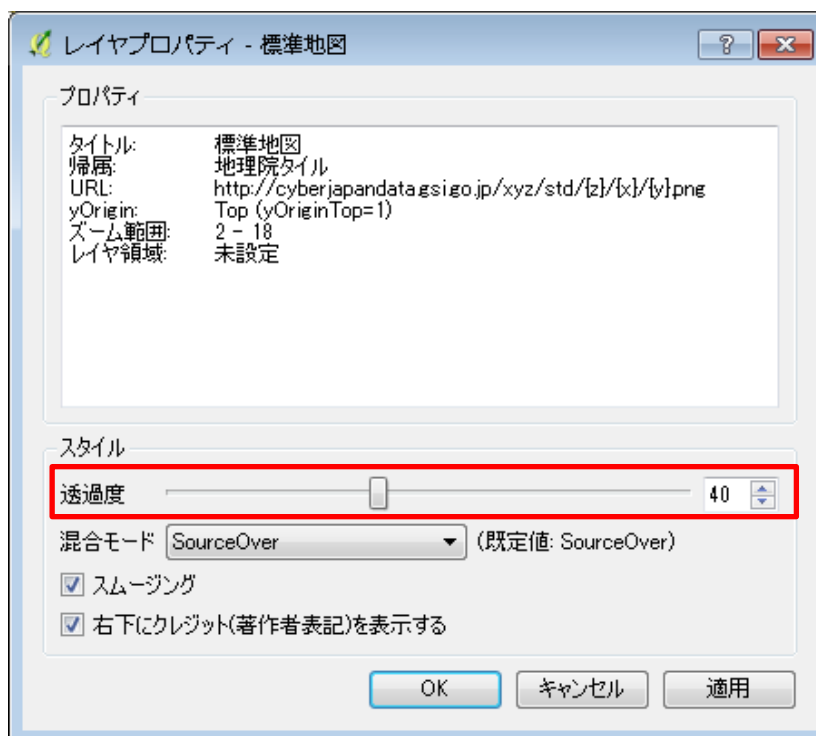 レイヤプロパティ - 標準地図
?
プロパティ
タイトル: 標準地図
帰属: 地理院タイル
URL: http://cyberjapandata.gsi.go.jp/xyz/std/{z}/{x}/{y}.png
yOrigin: Top (yOriginTop=1)
ズーム範囲: 2 - 18
レイヤ領域: 未設定
スタイル
透過度 40
混合モード SourceOver (既定値: SourceOver)
スムージング
右下にクレジット(著作者表記)を表示する
OK キャンセル 適用